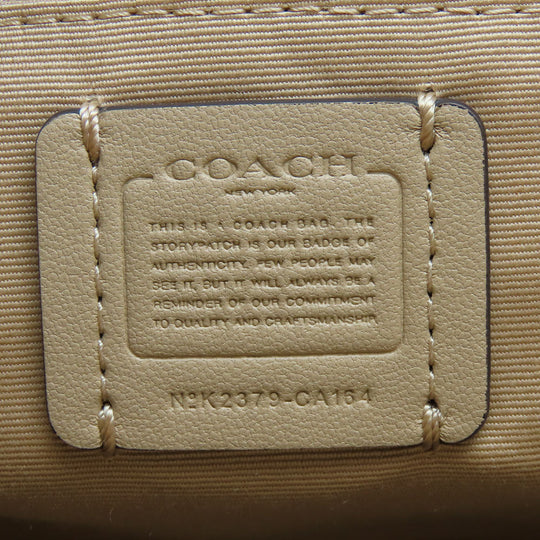 COACH
NEW YORK
THIS IS A COACH BAG. THE
STORYPATCH IS OUR BADGE OF
AUTHENTICITY. FEW PEOPLE MAY
SEE IT, BUT IT WILL ALWAYS BE A
REMINDER OF OUR COMMITMENT
TO QUALITY AND CRAFTSMANSHIP
NºK2379-CA164